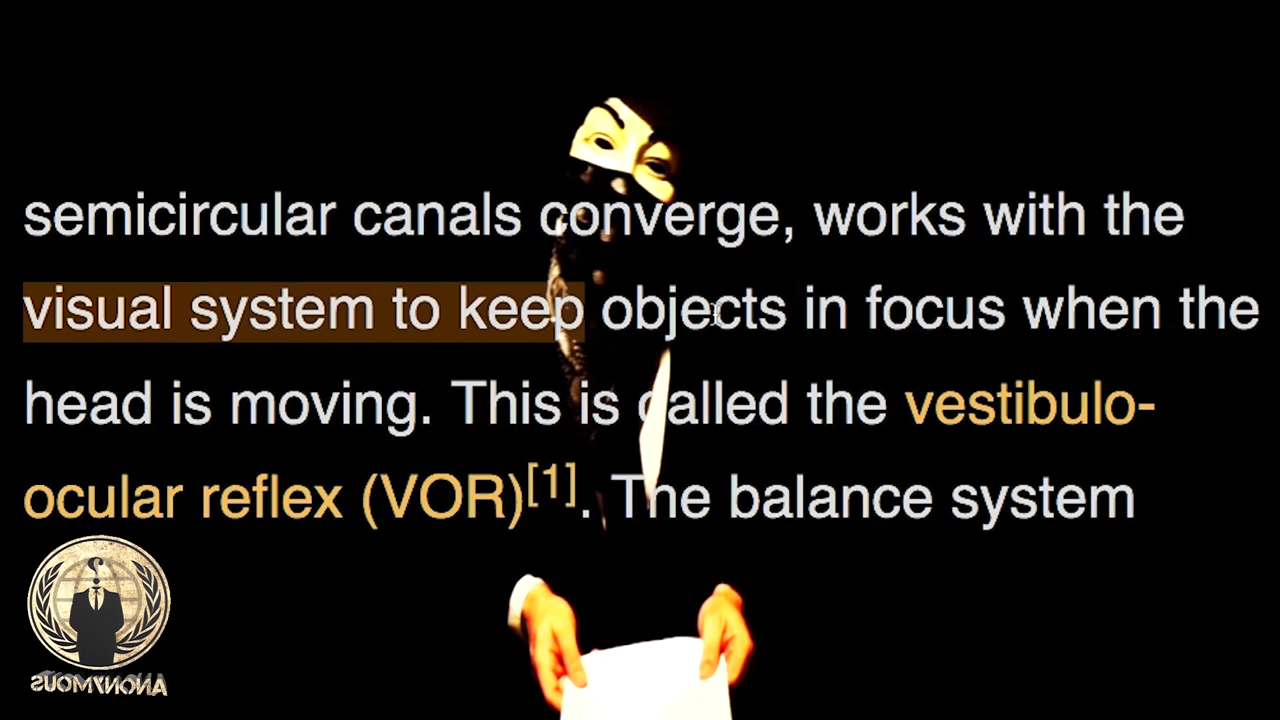 semicircular canals converge, works with the
visual system to keep objects in focus when the
head is moving. This is called the vestibulo-
ocular reflex (VOR)[1]. The balance system
ANONYMOUS